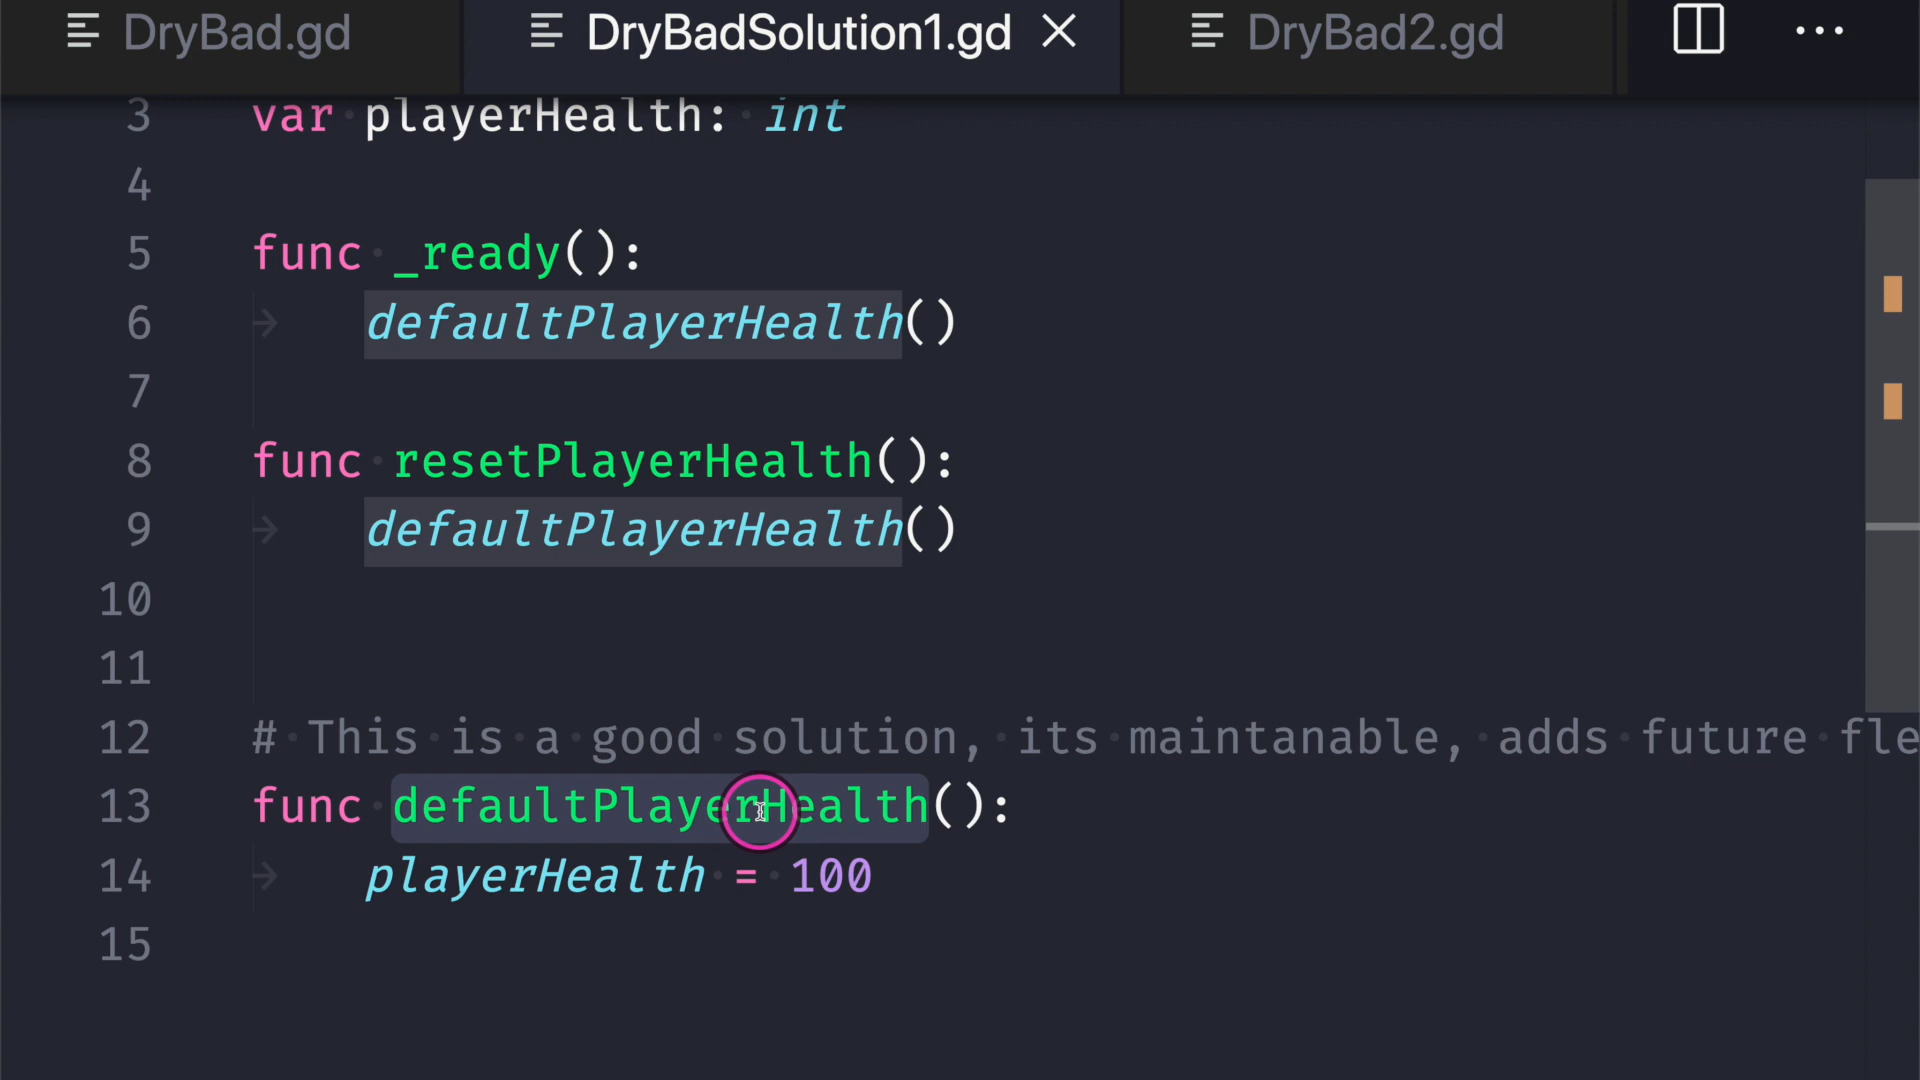 DryBad.gd
DryBadSolution1.gd
DryBad2.gd
3 var playerHealth: int
4
5 func _ready():
6 defaultPlayerHealth()
7
8 func resetPlayerHealth():
9 defaultPlayerHealth()
10
11
12 # This is a good solution, its maintanable, adds future fle
13 func defaultPlayerHealth():
14 playerHealth = 100
15